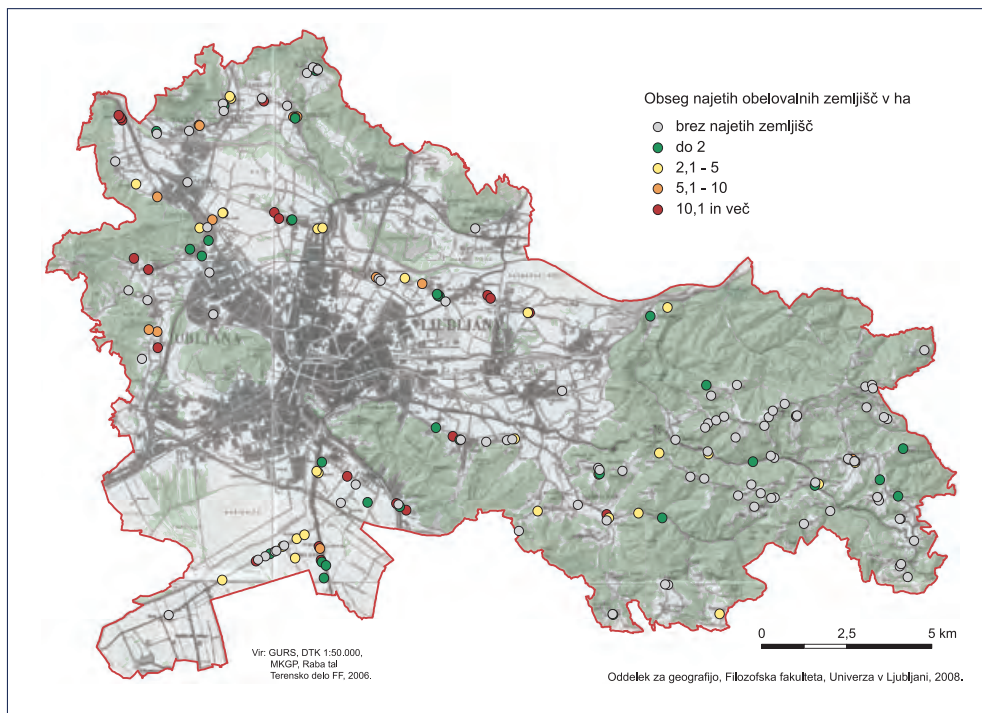 Obseg najetih obelovalnih zemljišč v ha
brez najetih zemljišč
do 2
2,1 - 5
5,1 - 10
10,1 in več
LJUBLJANA
LJUBLJANA
0 2,5 5 km
Vir: GURS, DTK 1:50.000,
MKGP, Raba tal
Terensko delo FF, 2006.
Oddelek za geografijo, Filozofska fakulteta, Univerza v Ljubljani, 2008.